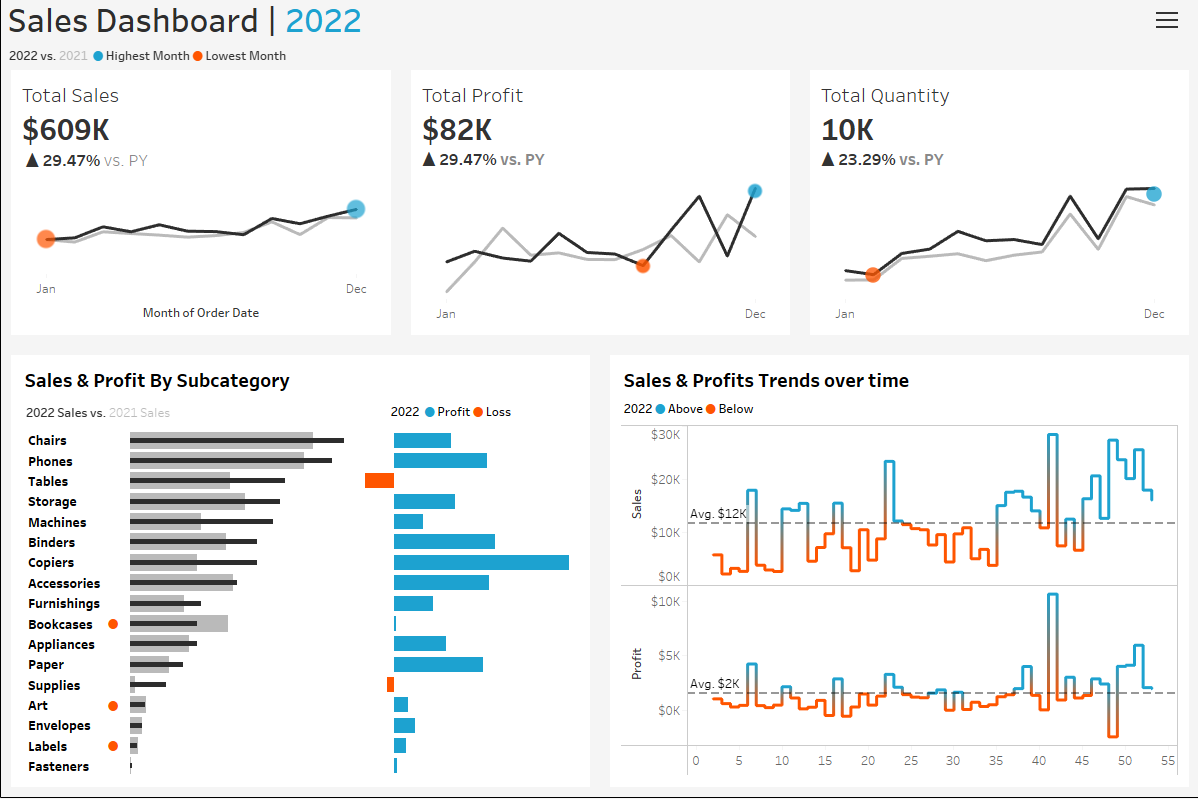 Sales Dashboard | 2022
2022 vs. 2021 Highest Month Lowest Month
Total Sales
$609K
▲ 29.47% vs. PY
Jan Dec
Month of Order Date
Total Profit
$82K
▲ 29.47% vs. PY
Jan Dec
Total Quantity
10K
▲ 23.29% vs. PY
Jan Dec
Sales & Profit By Subcategory
2022 Sales vs. 2021 Sales
2022 Profit Loss
Chairs
Phones
Tables
Storage
Machines
Binders
Copiers
Accessories
Furnishings
Bookcases
Appliances
Paper
Supplies
Art
Envelopes
Labels
Fasteners
Sales & Profits Trends over time
2022 Above Below
Sales
$30K
$20K
Avg. $12K
$10K
$0K
Profit
$10K
$5K
Avg. $2K
$0K
0 5 10 15 20 25 30 35 40 45 50 55